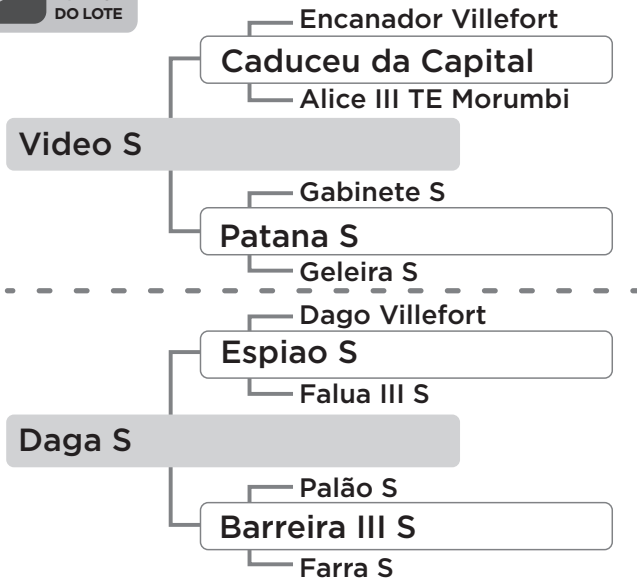 DO LOTE
Encanador Villefort
Caduceu da Capital
Alice III TE Morumbi
Video S
Gabinete S
Patana S
Geleira S
Dago Villefort
Espiao S
Falua III S
Daga S
Palão S
Barreira III S
Farra S